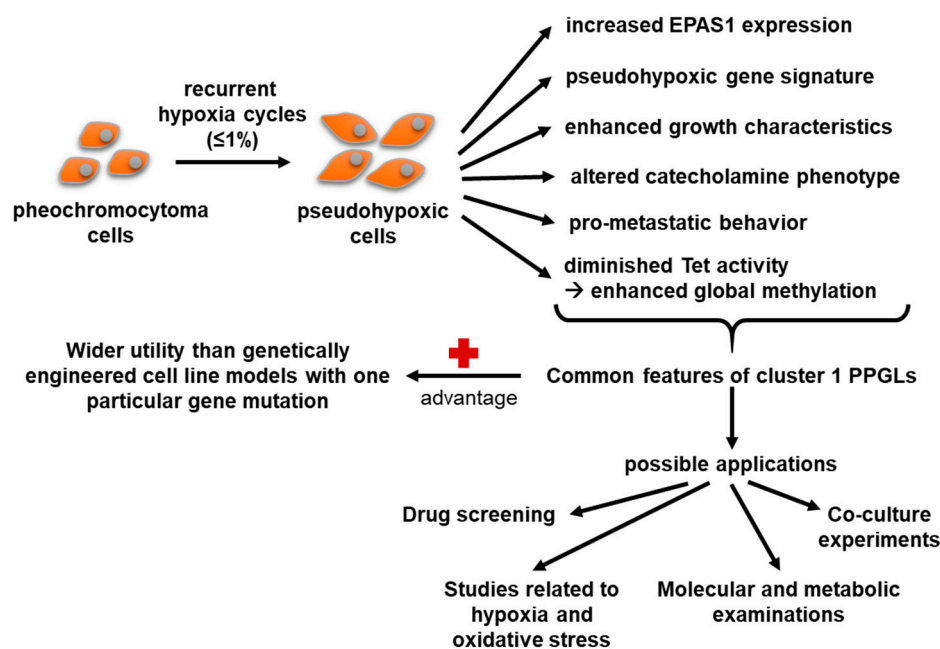 recurrent
hypoxia cycles
(≤1%)
pheochromocytoma
cells
pseudohypoxic
cells
increased EPAS1 expression
pseudohypoxic gene signature
enhanced growth characteristics
altered catecholamine phenotype
pro-metastatic behavior
diminished Tet activity
→ enhanced global methylation
Wider utility than genetically
engineered cell line models with one
particular gene mutation
advantage
Common features of cluster 1 PPGLs
possible applications
Drug screening
Studies related to
hypoxia and
oxidative stress
Molecular and metabolic
examinations
Co-culture
experiments